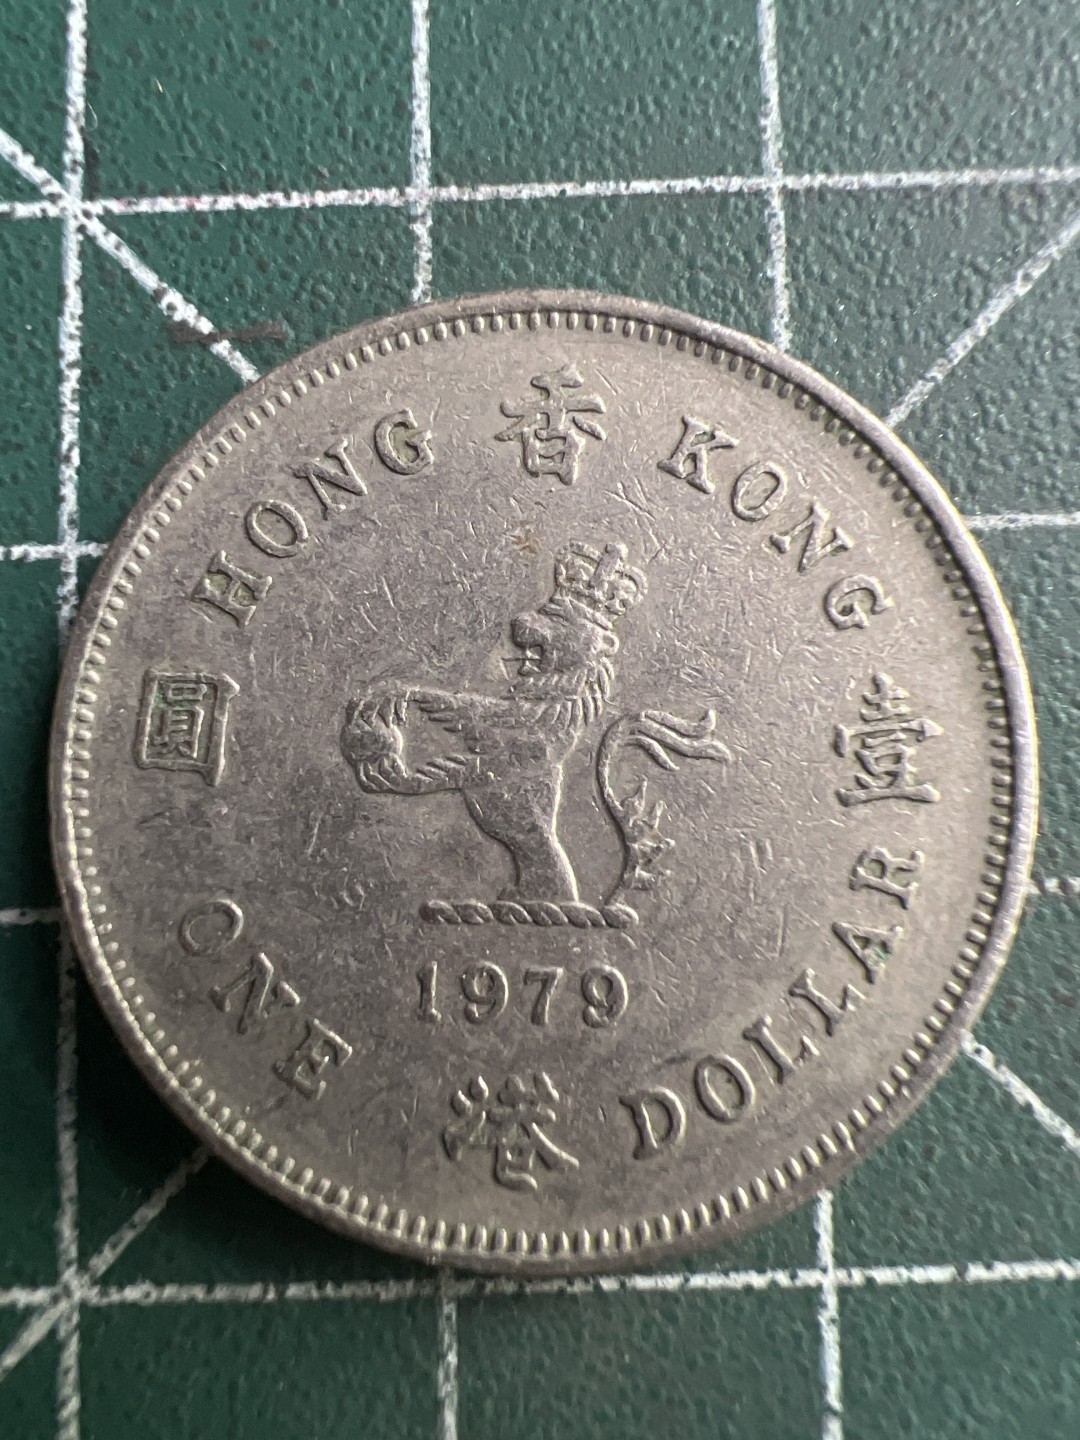 HONG KONG
香港
壹圓
ONE DOLLAR
1979